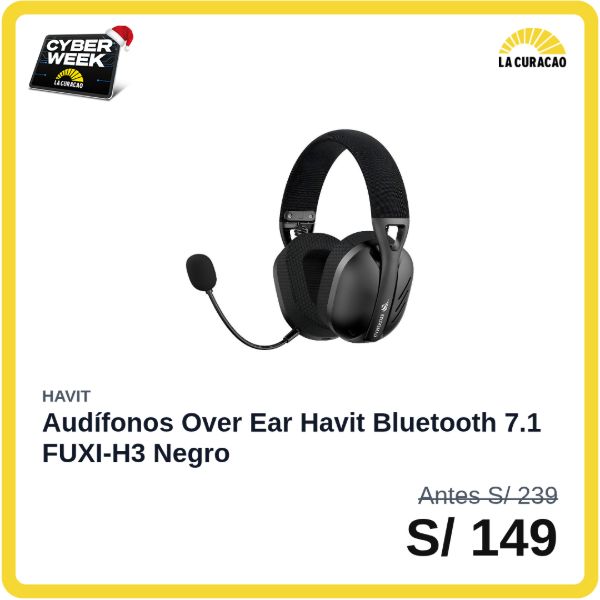 CYBER
WEEK
LA CURACAO
LA CURACAO
HAVIT
Audífonos Over Ear Havit Bluetooth 7.1
FUXI-H3 Negro
Antes S/ 239
S/ 149